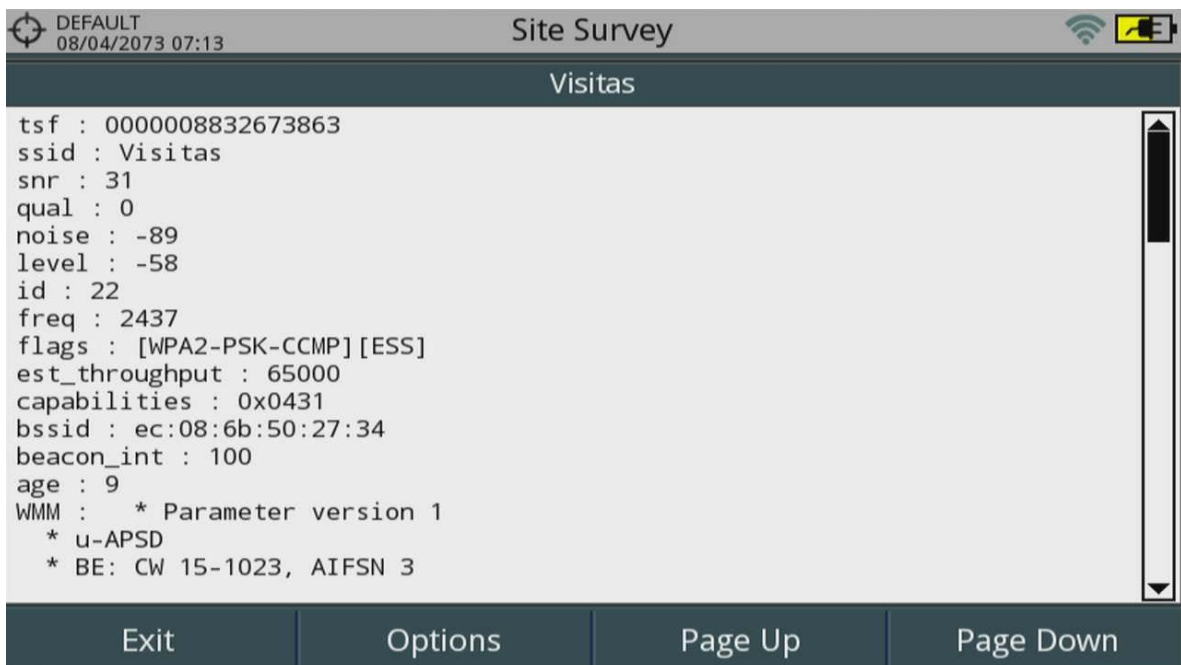 DEFAULT
08/04/2073 07:13
Site Survey
Visitas
tsf : 0000008832673863
ssid : Visitas
snr : 31
qual : 0
noise : -89
level : -58
id : 22
freq : 2437
flags : [WPA2-PSK-CCMP][ESS]
est_throughput : 65000
capabilities : 0x0431
bssid : ec:08:6b:50:27:34
beacon_int : 100
age : 9
WMM :   * Parameter version 1
  * u-APSD
  * BE: CW 15-1023, AIFSN 3
Exit
Options
Page Up
Page Down